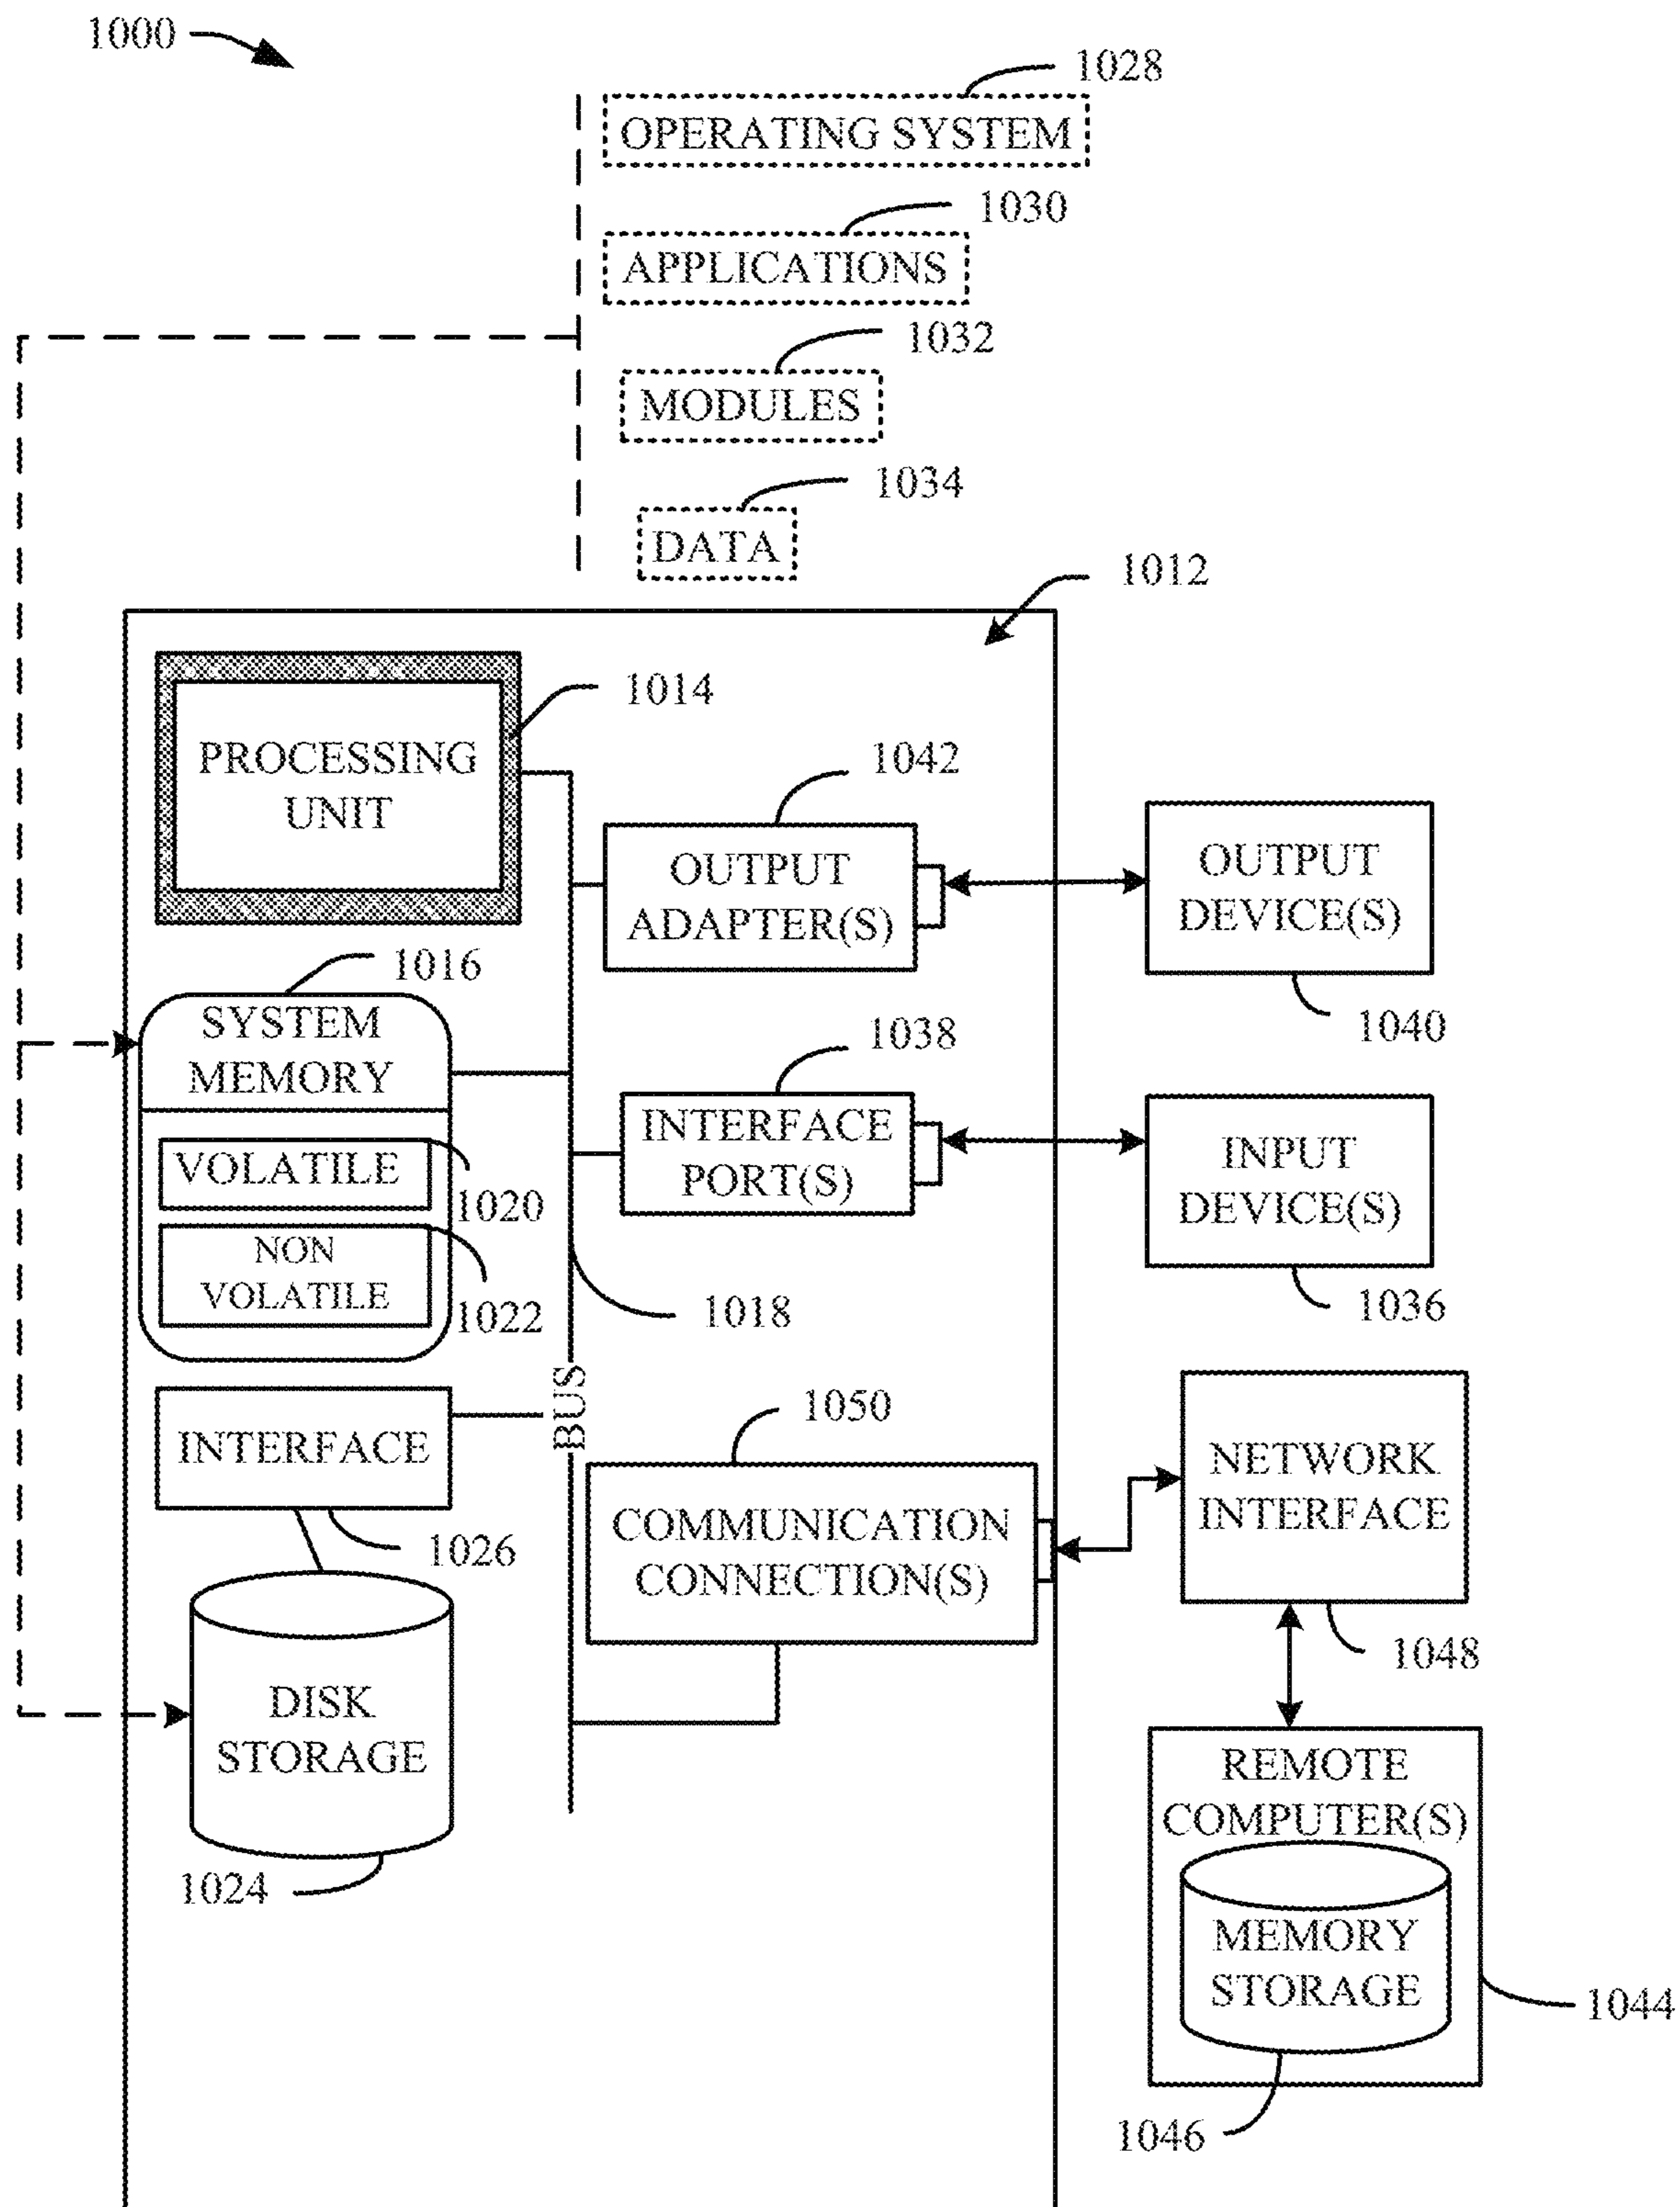 1000
1028
OPERATING SYSTEM
1030
APPLICATIONS
1032
MODULES
1034
DATA
1012
1014
PROCESSING
UNIT
1042
OUTPUT
ADAPTER(S)
OUTPUT
DEVICE(S)
1040
1016
SYSTEM
MEMORY
1038
INTERFACE
PORT(S)
INPUT
DEVICE(S)
1036
VOLATILE
1020
NON
VOLATILE
1022
1018
BUS
INTERFACE
1026
1050
COMMUNICATION
CONNECTION(S)
NETWORK
INTERFACE
1048
DISK
STORAGE
1024
REMOTE
COMPUTER(S)
MEMORY
STORAGE
1044
1046